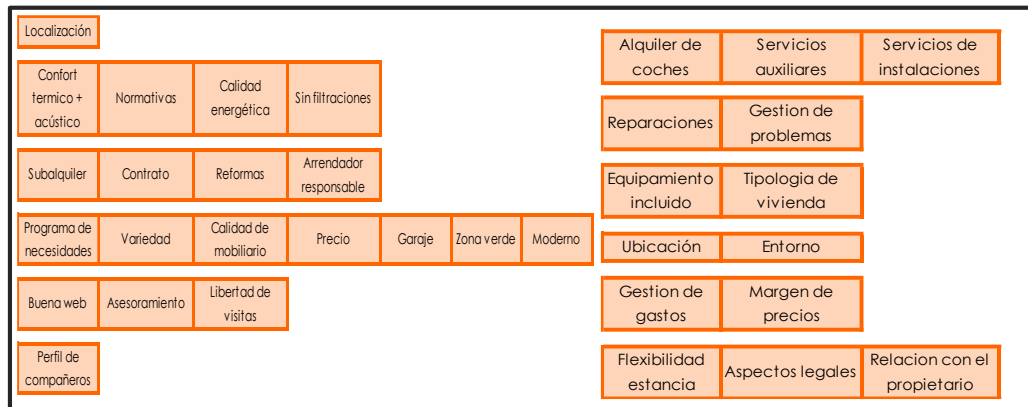 Localización
Confort
termico +
acústico
Normativas
Calidad
energética
Sin filtraciones
Subalquiler
Contrato
Reformas
Arrendador
responsable
Programa de
necesidades
Variedad
Calidad de
mobiliario
Precio
Garaje
Zona verde
Moderno
Buena web
Asesoramiento
Libertad de
visitas
Perfil de
compañeros
Alquiler de
coches
Servicios
auxiliares
Servicios de
instalaciones
Reparaciones
Gestion de
problemas
Equipamiento
incluido
Tipologia de
vivienda
Ubicación
Entorno
Gestion de
gastos
Margen de
precios
Flexibilidad
estancia
Aspectos legales
Relacion con el
propietario